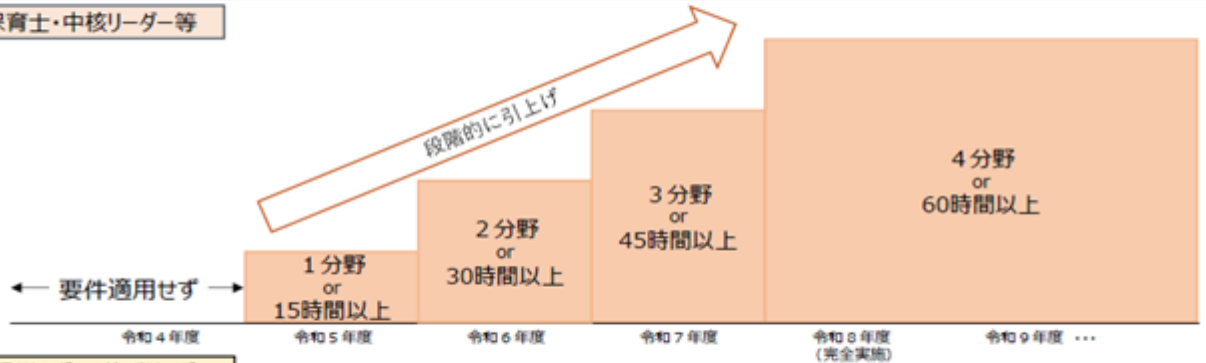 育士・中核リーダー等
段階的に引上げ
4分野
or
60時間以上
3分野
or
45時間以上
2分野
or
30時間以上
1分野
or
15時間以上
← 要件適用せず →
令和4年度
令和5年度
令和6年度
令和7年度
令和8年度
(完全実施)
令和9年度 …